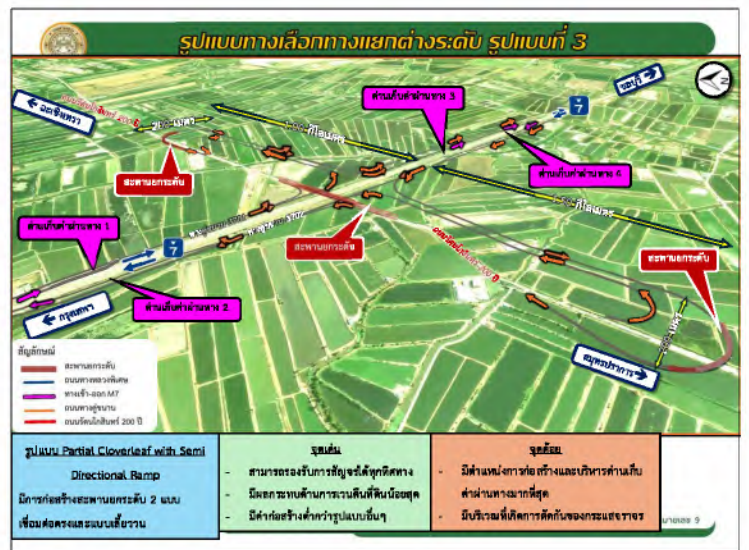 รูปแบบทางเลือกทางแยกต่างระดับ รูปแบบที่ 3
ฉะเชิงเทรา
ชลบุรี
N
7
ด่านเก็บค่าผ่านทาง 3
สะพานยกระดับ
ด่านเก็บค่าผ่านทาง 4
ด่านเก็บค่าผ่านทาง 1
7
สะพานยกระดับ
สะพานยกระดับ
ด่านเก็บค่าผ่านทาง 2
กรุงเทพฯ
สมุทรปราการ
สัญลักษณ์
สะพานยกระดับ
ถนนทางหลวงพิเศษ
ทางเข้า-ออก M7
ถนนทางคู่ขนาน
ถนนรัตนโกสินทร์ 200 ปี
รูปแบบ Partial Cloverleaf with Semi
Directional Ramp
มีการก่อสร้างสะพานยกระดับ 2 แบบ
เชื่อมต่อตรงและแบบเลี้ยววน
จุดเด่น
- สามารถรองรับการสัญจรได้ทุกทิศทาง
- มีผลกระทบด้านการเวนคืนที่ดินน้อยสุด
- มีค่าก่อสร้างต่ำกว่ารูปแบบอื่นๆ
จุดด้อย
- มีตำแหน่งการก่อสร้างและบริหารด่านเก็บ
ค่าผ่านทางมากที่สุด
- มีบริเวณที่เกิดการตัดกันของกระแสจราจร
นายเลข 9